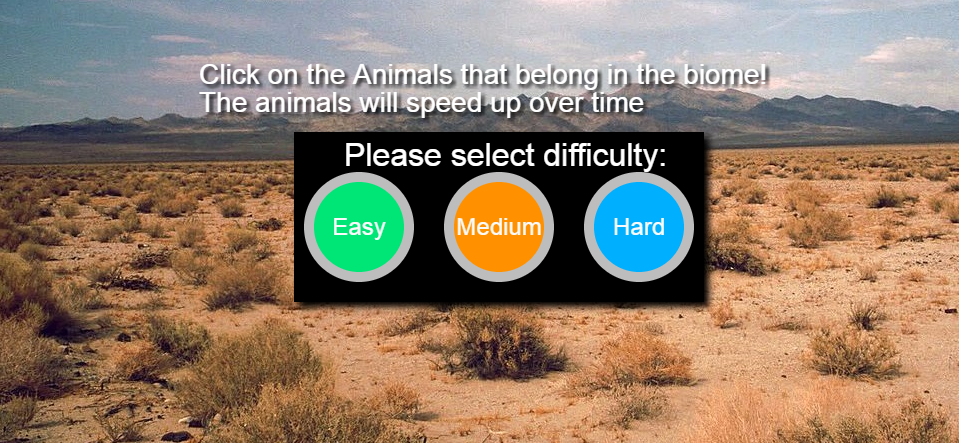 Click on the Animals that belong in the biome!
The animals will speed up over time
Please select difficulty:
Easy
Medium
Hard